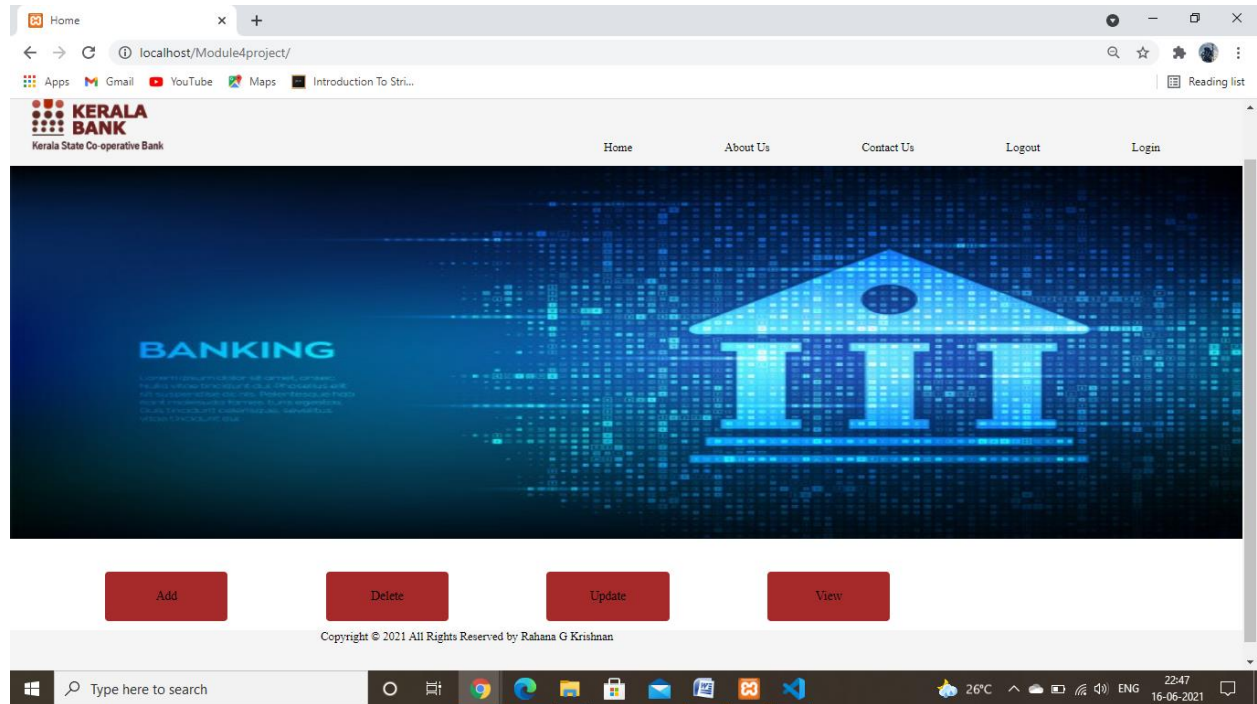 Home
localhost/Module4project/
Apps Gmail YouTube Maps Introduction To Stri... Reading list
KERALA
BANK
Kerala State Co-operative Bank
Home About Us Contact Us Logout Login
BANKING
Add Delete Update View
Copyright © 2021 All Rights Reserved by Rahana G Krishnan
Type here to search
26°C ENG 22:47
16-06-2021